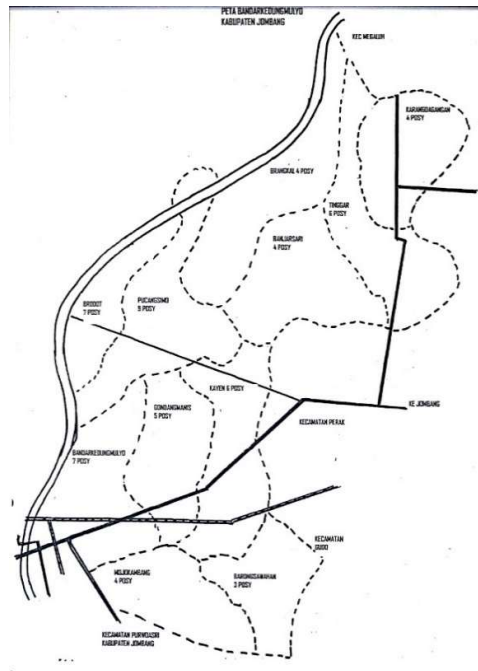 PETA BANDARKEDUNGMULYO
KABUPATEN JOMBANG
KEC MEGALUH
KARANGDAGANGAN
4 POSY
BRANGKAL 4 POSY
TINGGAR
6 POSY
BANJARSARI
4 POSY
BRODOT
7 POSY
PUCANGSIMO
9 POSY
KAYEN 6 POSY
GONDANGMANIS
5 POSY
KE JOMBANG
KECAMATAN PERAK
BANDARKEDUNGMULYO
7 POSY
KECAMATAN
GUDO
MOJOKAMBANG
4 POSY
BARONGSAWAHAN
3 POSY
KECAMATAN PURWOASRI
KABUPATEN JOMBANG